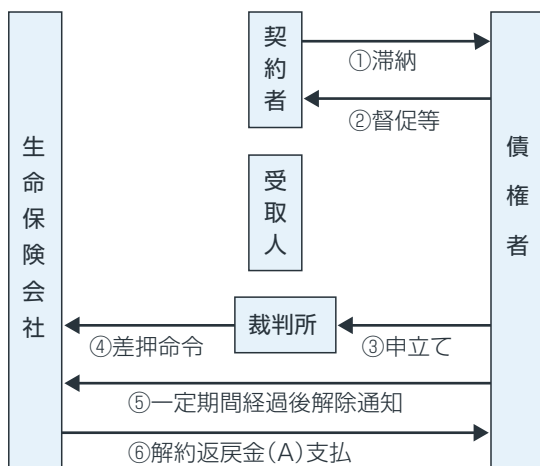 契約者
①滞納
②督促等
生命保険会社
受取人
債権者
裁判所
④差押命令
③申立て
⑤一定期間経過後解除通知
⑥解約返戻金(A)支払